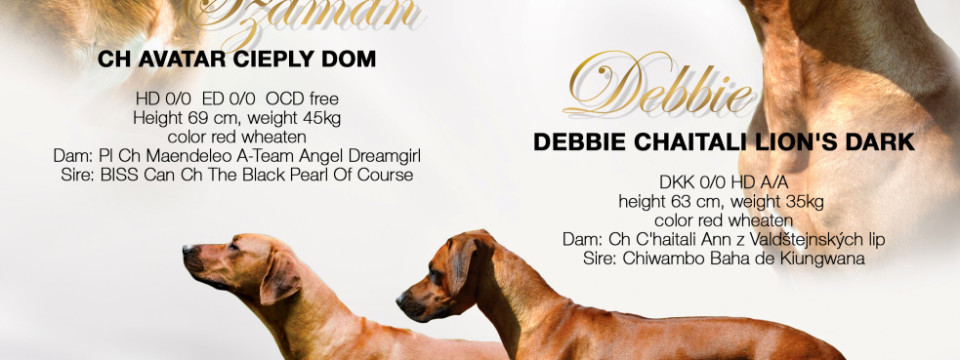 Szaman
CH AVATAR CIEPLY DOM
HD 0/0 ED 0/0 OCD free
Height 69 cm, weight 45kg
color red wheaten
Dam: Pl Ch Maendeleo A-Team Angel Dreamgirl
Sire: BISS Can Ch The Black Pearl Of Course
Debbie
DEBBIE CHAITALI LION'S DARK
DKK 0/0 HD A/A
height 63 cm, weight 35kg
color red wheaten
Dam: Ch C'haitali Ann z Valdštejnských lip
Sire: Chiwambo Baha de Kiungwana